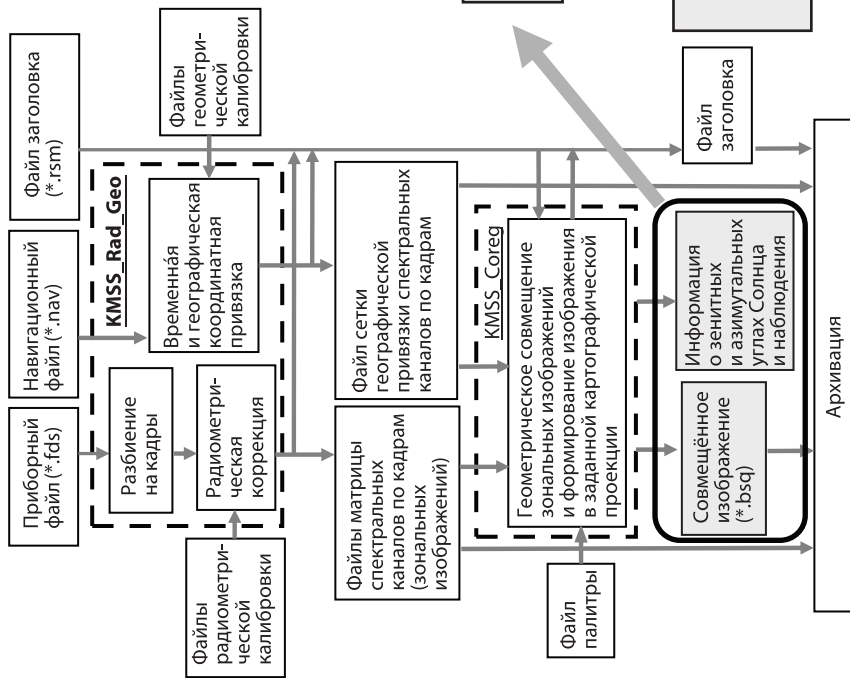 Приборный
файл (*.fds)
Навигационный
файл (*.nav)
Файл заголовка
(*.rsm)
KMSS_Rad_Geo
Разбиение
на кадры
Радиометри-
ческая
коррекция
Временна́я
и географическая
координатная
привязка
Файлы
геометри-
ческой
калибровки
Файлы
радиометри-
ческой
калибровки
Файлы матрицы
спектральных
каналов по кадрам
(зональных
изображений)
Файл сетки
географической
привязки спектральных
каналов по кадрам
KMSS_Coreg
Геометрическое совмещение
зональных изображений
и формирование изображения
в заданной картографической
проекции
Файл
палитры
Файл
заголовка
Совмещённое
изображение
(*.bsq)
Информация
о зенитных
и азимутальных
углах Солнца
и наблюдения
Архивация